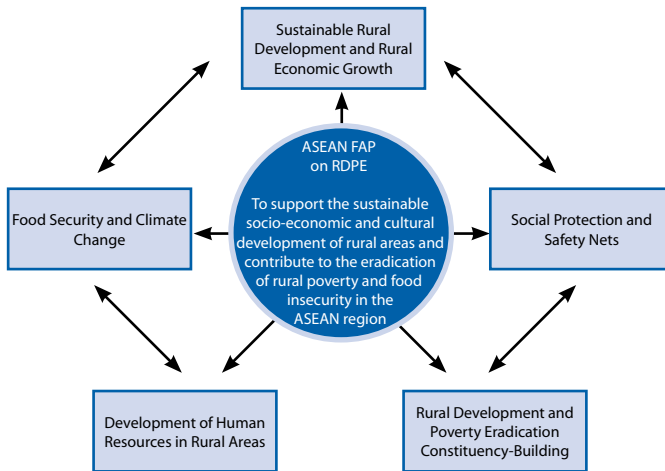 Sustainable Rural
Development and Rural
Economic Growth
ASEAN FAP
on RDPE
To support the sustainable
socio-economic and cultural
development of rural areas and
contribute to the eradication
of rural poverty and food
insecurity in the
ASEAN region
Food Security and Climate
Change
Social Protection and
Safety Nets
Development of Human
Resources in Rural Areas
Rural Development and
Poverty Eradication
Constituency-Building